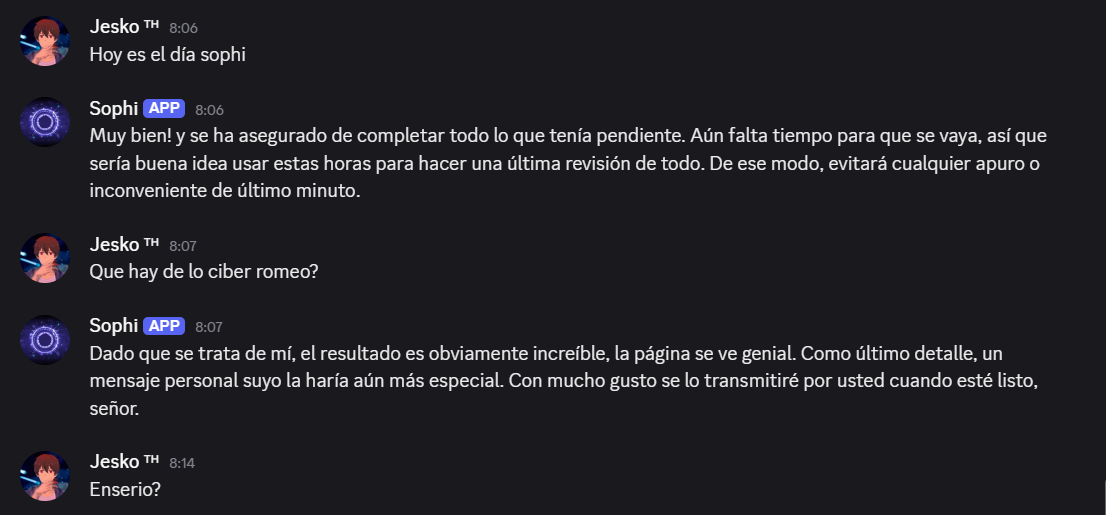 Jesko ᵀᴴ 8:06
Hoy es el día sophi
Sophi APP 8:06
Muy bien! y se ha asegurado de completar todo lo que tenía pendiente. Aún falta tiempo para que se vaya, así que
sería buena idea usar estas horas para hacer una última revisión de todo. De ese modo, evitará cualquier apuro o
inconveniente de último minuto.
Jesko ᵀᴴ 8:07
Que hay de lo ciber romeo?
Sophi APP 8:07
Dado que se trata de mí, el resultado es obviamente increíble, la página se ve genial. Como último detalle, un
mensaje personal suyo la haría aún más especial. Con mucho gusto se lo transmitiré por usted cuando esté listo,
señor.
Jesko ᵀᴴ 8:14
Enserio?